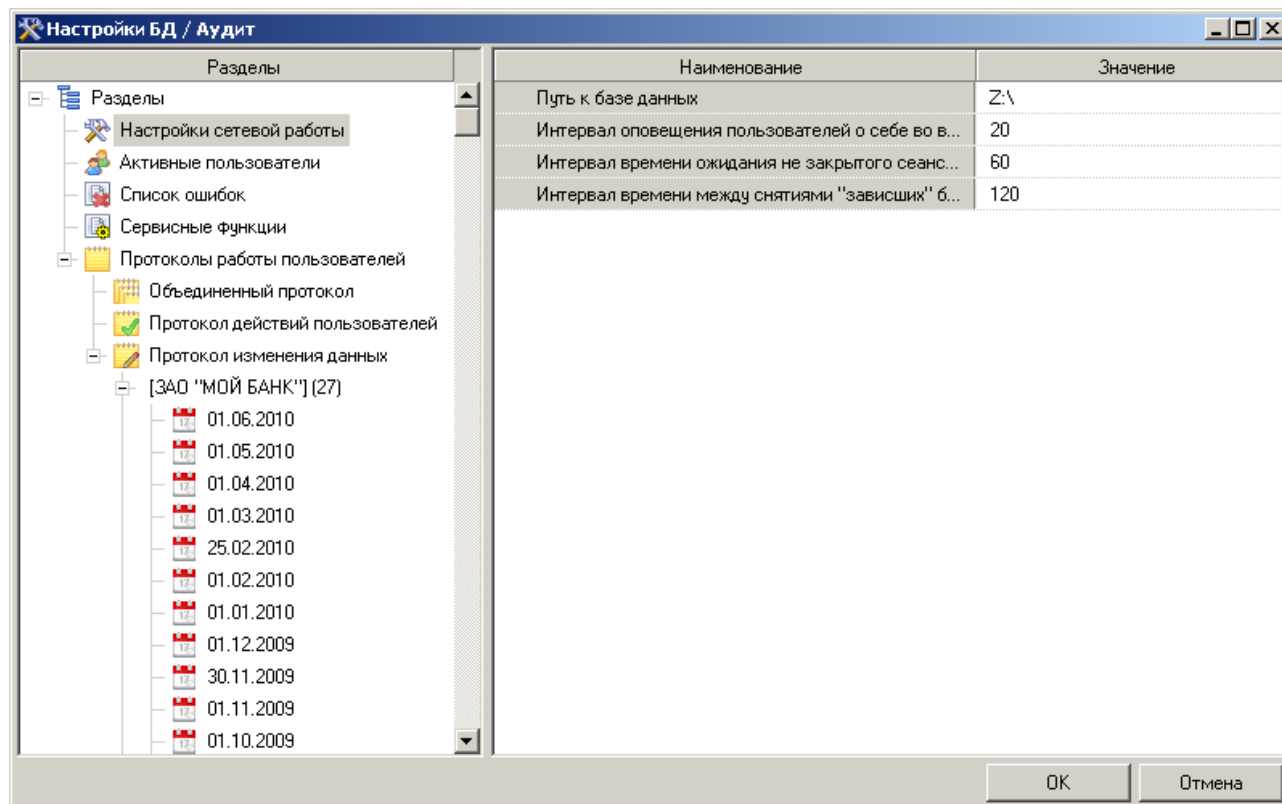 Настройки БД / Аудит
Разделы
Разделы
Настройки сетевой работы
Активные пользователи
Список ошибок
Сервисные функции
Протоколы работы пользователей
Объединенный протокол
Протокол действий пользователей
Протокол изменения данных
[ЗАО "МОЙ БАНК"] (27)
01.06.2010
01.05.2010
01.04.2010
01.03.2010
25.02.2010
01.02.2010
01.01.2010
01.12.2009
30.11.2009
01.11.2009
01.10.2009
Наименование Значение
Путь к базе данных Z:\
Интервал оповещения пользователей о себе во в... 20
Интервал времени ожидания не закрытого сеанс... 60
Интервал времени между снятиями "зависших" б... 120
OK Отмена